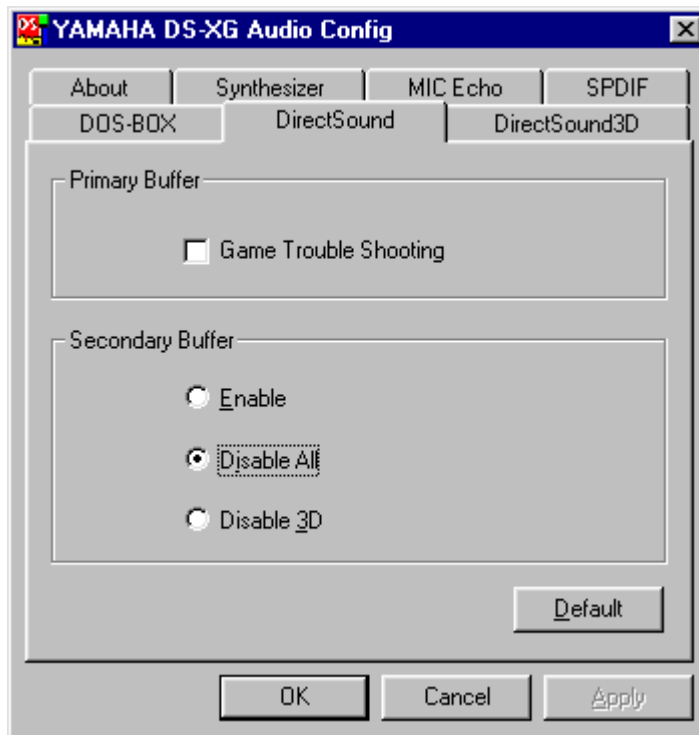 YAMAHA DS-XG Audio Config
About Synthesizer MIC Echo SPDIF
DOS-BOX DirectSound DirectSound3D
Primary Buffer
Game Trouble Shooting
Secondary Buffer
Enable
Disable All
Disable 3D
Default
OK Cancel Apply